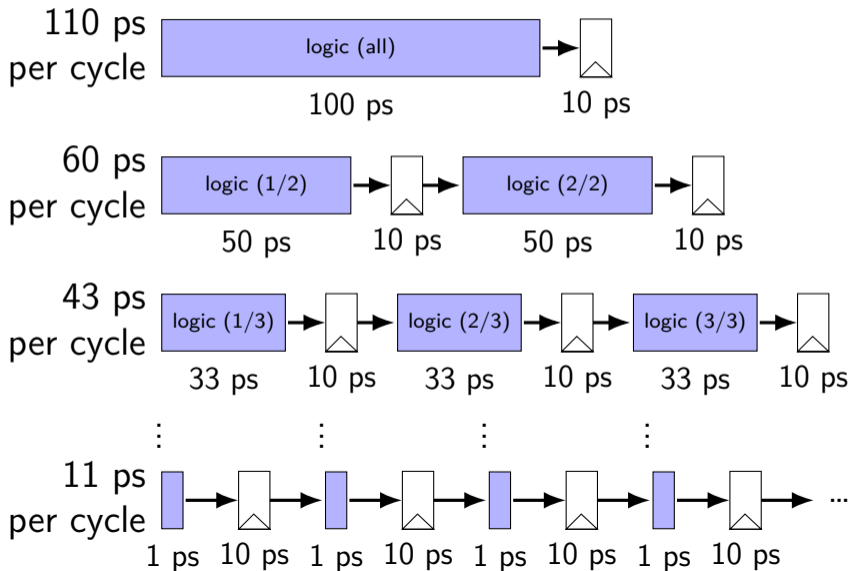 110 ps
per cycle
logic (all)
100 ps
10 ps
60 ps
per cycle
logic (1/2)
logic (2/2)
50 ps
10 ps
50 ps
10 ps
43 ps
per cycle
logic (1/3)
logic (2/3)
logic (3/3)
33 ps
10 ps
33 ps
10 ps
33 ps
10 ps
⋮ ⋮ ⋮ ⋮
11 ps
per cycle
...
1 ps
10 ps
1 ps
10 ps
1 ps
10 ps
1 ps
10 ps